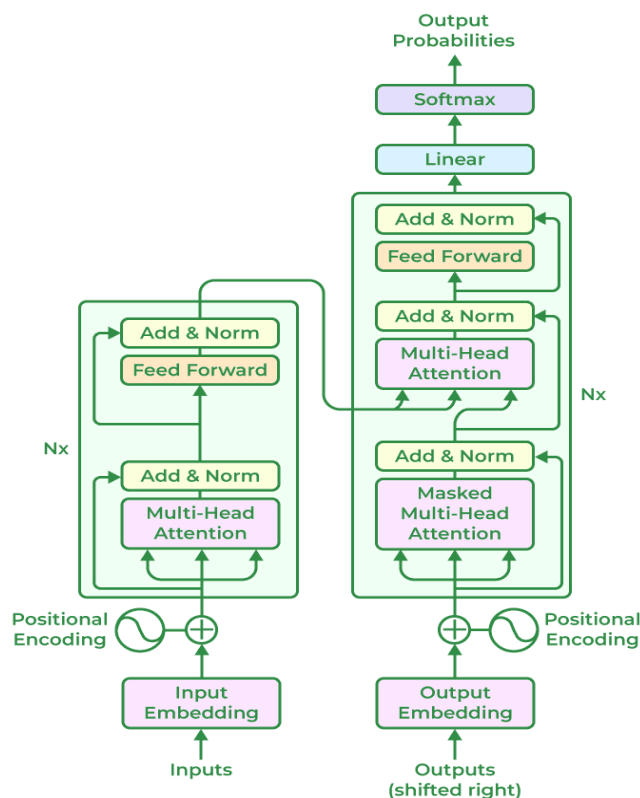 Output
Probabilities
Softmax
Linear
Add & Norm
Feed Forward
Add & Norm
Multi-Head
Attention
Add & Norm
Masked
Multi-Head
Attention
Nx
Positional
Encoding
Output
Embedding
Outputs
(shifted right)
Add & Norm
Feed Forward
Add & Norm
Multi-Head
Attention
Nx
Positional
Encoding
Input
Embedding
Inputs